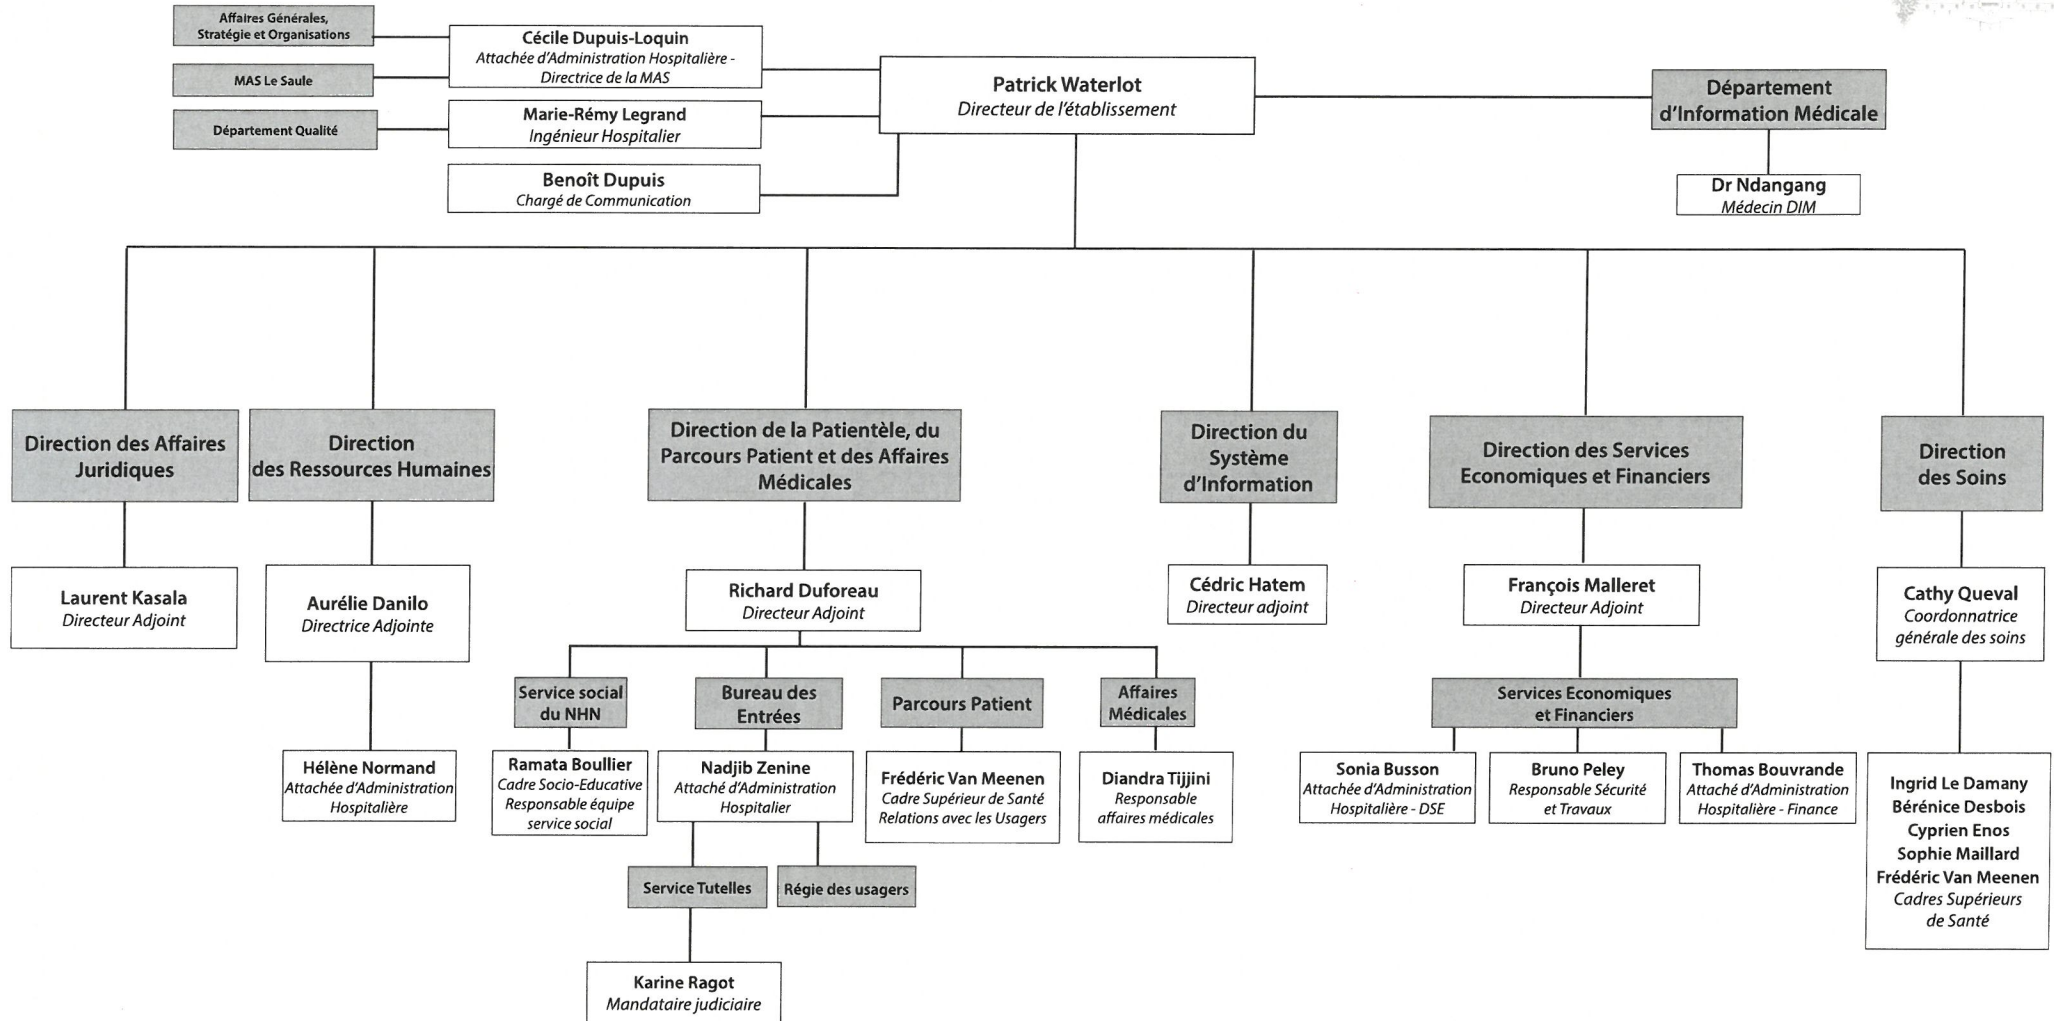 Affaires Générales,
Stratégie et Organisations
MAS Le Saule
Département Qualité
Cécile Dupuis-Loquin
Attachée d'Administration Hospitalière -
Directrice de la MAS
Marie-Rémy Legrand
Ingénieur Hospitalier
Benoît Dupuis
Chargé de Communication
Patrick Waterlot
Directeur de l'établissement
Département
d'Information Médicale
Dr Ndangang
Médecin DIM
Direction des Affaires
Juridiques
Laurent Kasala
Directeur Adjoint
Direction
des Ressources Humaines
Aurélie Danilo
Directrice Adjointe
Hélène Normand
Attachée d'Administration
Hospitalière
Direction de la Patientèle, du
Parcours Patient et des Affaires
Médicales
Richard Duforeau
Directeur Adjoint
Service social
du NHN
Ramata Boullier
Cadre Socio-Educative
Responsable équipe
service social
Bureau des
Entrées
Nadjib Zenine
Attaché d'Administration
Hospitalier
Service Tutelles
Karine Ragot
Mandataire judiciaire
Régie des usagers
Parcours Patient
Frédéric Van Meenen
Cadre Supérieur de Santé
Relations avec les Usagers
Affaires
Médicales
Diandra Tijjini
Responsable
affaires médicales
Direction du
Système
d'Information
Cédric Hatem
Directeur adjoint
Direction des Services
Economiques et Financiers
François Malleret
Directeur Adjoint
Services Economiques
et Financiers
Sonia Busson
Attachée d'Administration
Hospitalière - DSE
Bruno Peley
Responsable Sécurité
et Travaux
Thomas Bouvrande
Attaché d'Administration
Hospitalière - Finance
Direction
des Soins
Cathy Queval
Coordonnatrice
générale des soins
Ingrid Le Damany
Bérénice Desbois
Cyprien Enos
Sophie Maillard
Frédéric Van Meenen
Cadres Supérieurs
de Santé